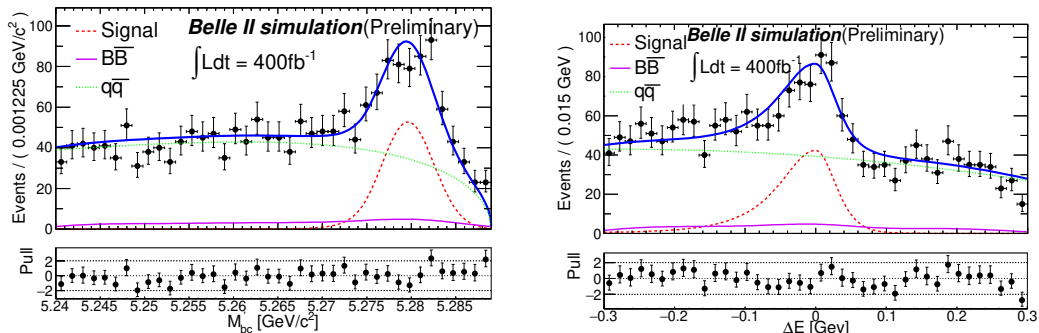 Events / ( 0.001225 GeV/c² )
100
80
60
40
20
0
Signal
BB̅
qq̅
Belle II simulation(Preliminary)
∫Ldt = 400fb⁻¹
Pull
2
0
−2
5.24 5.245 5.25 5.255 5.26 5.265 5.27 5.275 5.28 5.285
M_bc [GeV/c²]
Events / ( 0.015 GeV )
100
80
60
40
20
0
Signal
BB̅
qq̅
Belle II simulation(Preliminary)
∫Ldt = 400fb⁻¹
Pull
2
0
−2
−0.3 −0.2 −0.1 0 0.1 0.2 0.3
ΔE [Gev]